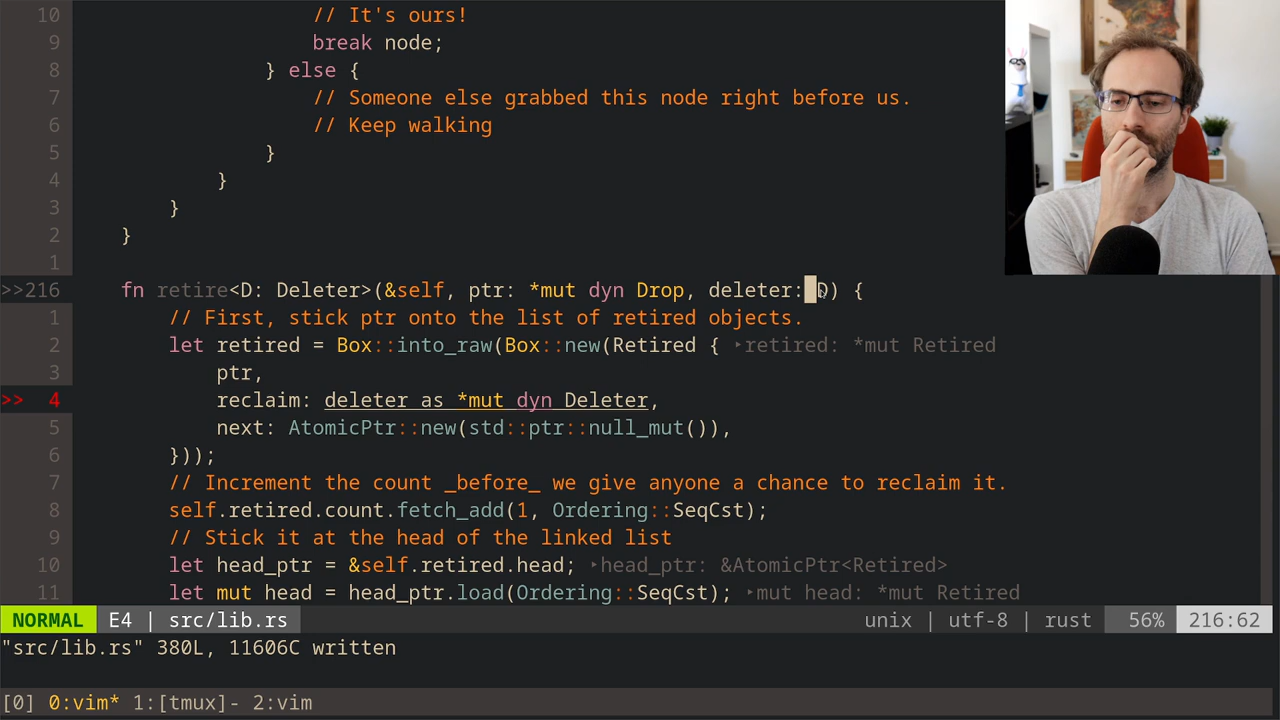 10 // It's ours!
9 break node;
8 } else {
7 // Someone else grabbed this node right before us.
6 // Keep walking
5 }
4 }
3 }
2 }
1
>>216 fn retire<D: Deleter>(&self, ptr: *mut dyn Drop, deleter: D) {
1 // First, stick ptr onto the list of retired objects.
2 let retired = Box::into_raw(Box::new(Retired { ‣retired: *mut Retired
3 ptr,
>> 4 reclaim: deleter as *mut dyn Deleter,
5 next: AtomicPtr::new(std::ptr::null_mut()),
6 }));
7 // Increment the count _before_ we give anyone a chance to reclaim it.
8 self.retired.count.fetch_add(1, Ordering::SeqCst);
9 // Stick it at the head of the linked list
10 let head_ptr = &self.retired.head; ‣head_ptr: &AtomicPtr<Retired>
11 let mut head = head_ptr.load(Ordering::SeqCst); ‣mut head: *mut Retired
NORMAL E4 | src/lib.rs unix | utf-8 | rust 56% 216:62
"src/lib.rs" 380L, 11606C written
[0] 0:vim* 1:[tmux]- 2:vim